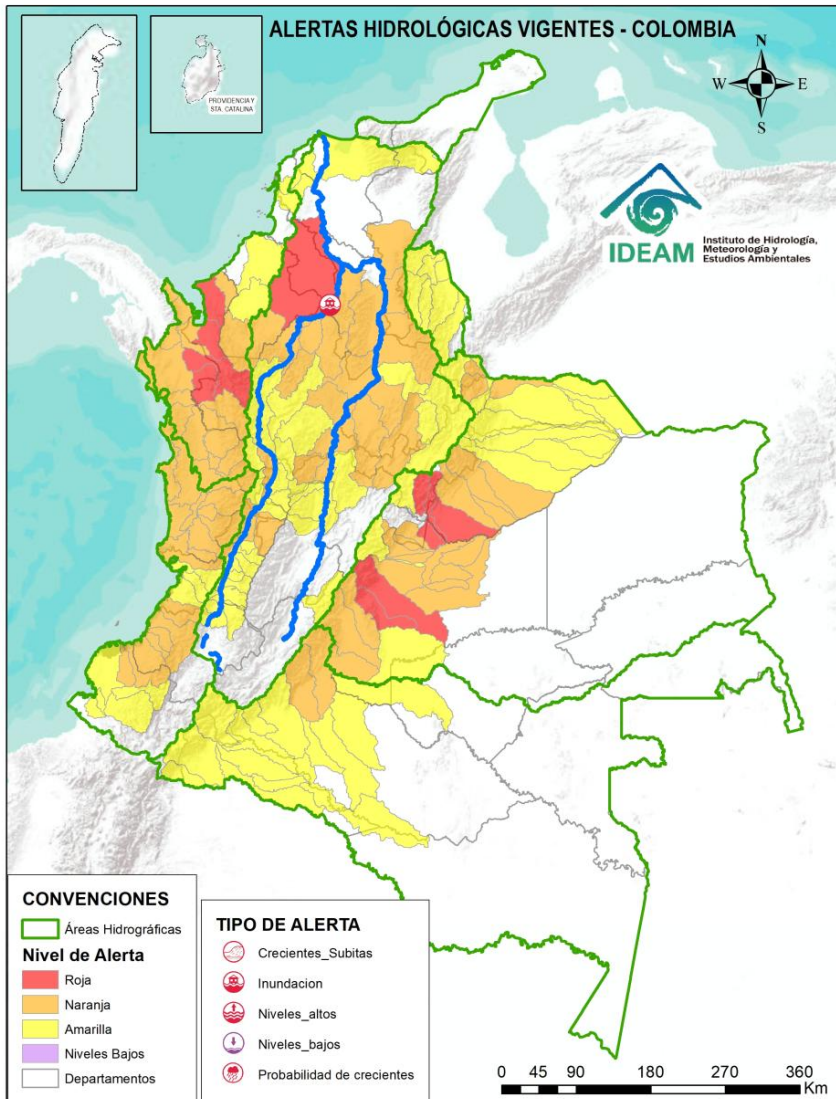 ALERTAS HIDROLÓGICAS VIGENTES - COLOMBIA
PROVIDENCIA Y
STA. CATALINA
N
W
E
S
IDEAM
Instituto de Hidrología,
Meteorología y
Estudios Ambientales
CONVENCIONES
Áreas Hidrográficas
Nivel de Alerta
Roja
Naranja
Amarilla
Niveles Bajos
Departamentos
TIPO DE ALERTA
Crecientes_Subitas
Inundacion
Niveles_altos
Niveles_bajos
Probabilidad de crecientes
0 45 90 180 270 360
Km